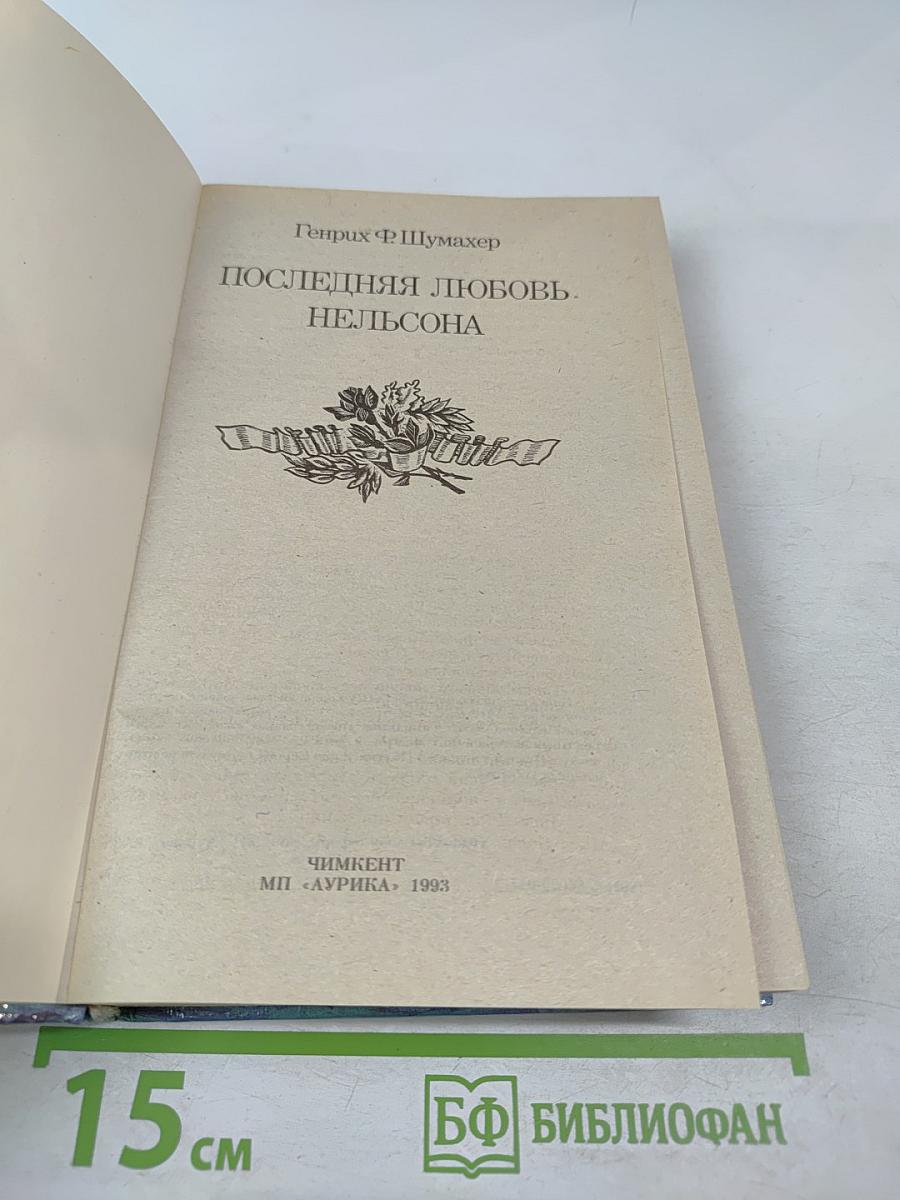 Генрих Ф. Шумахер
ПОСЛЕДНЯЯ ЛЮБОВЬ
НЕЛЬСОНА
ЧИМКЕНТ
МП «АУРИКА» 1993
15 см
БФ БИБЛИОФАН